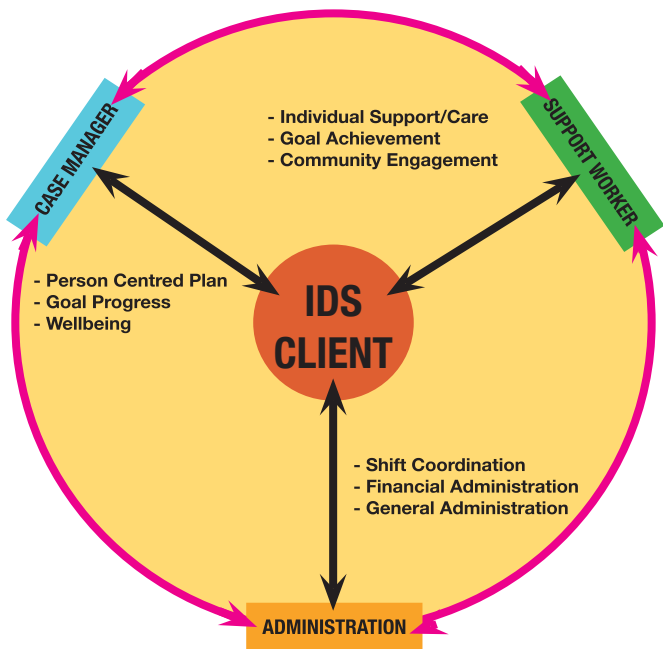 CASE MANAGER
SUPPORT WORKER
- Individual Support/Care
- Goal Achievement
- Community Engagement
- Person Centred Plan
- Goal Progress
- Wellbeing
IDS
CLIENT
- Shift Coordination
- Financial Administration
- General Administration
ADMINISTRATION